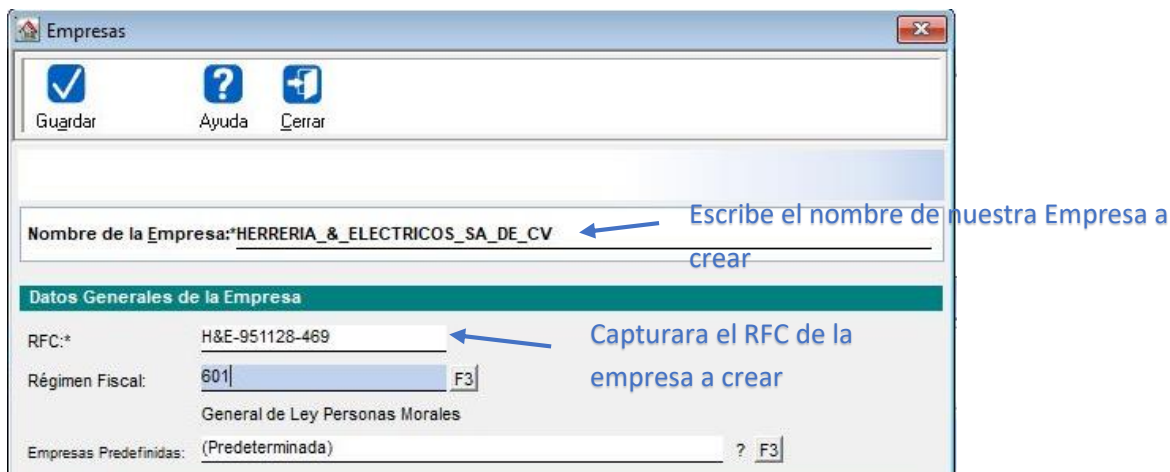 Empresas
Guardar Ayuda Cerrar
Nombre de la Empresa:*HERRERIA_&_ELECTRICOS_SA_DE_CV
Escribe el nombre de nuestra Empresa a
crear
Datos Generales de la Empresa
RFC:* H&E-951128-469
Capturara el RFC de la
empresa a crear
Régimen Fiscal: 601 F3
General de Ley Personas Morales
Empresas Predefinidas: (Predeterminada) ? F3